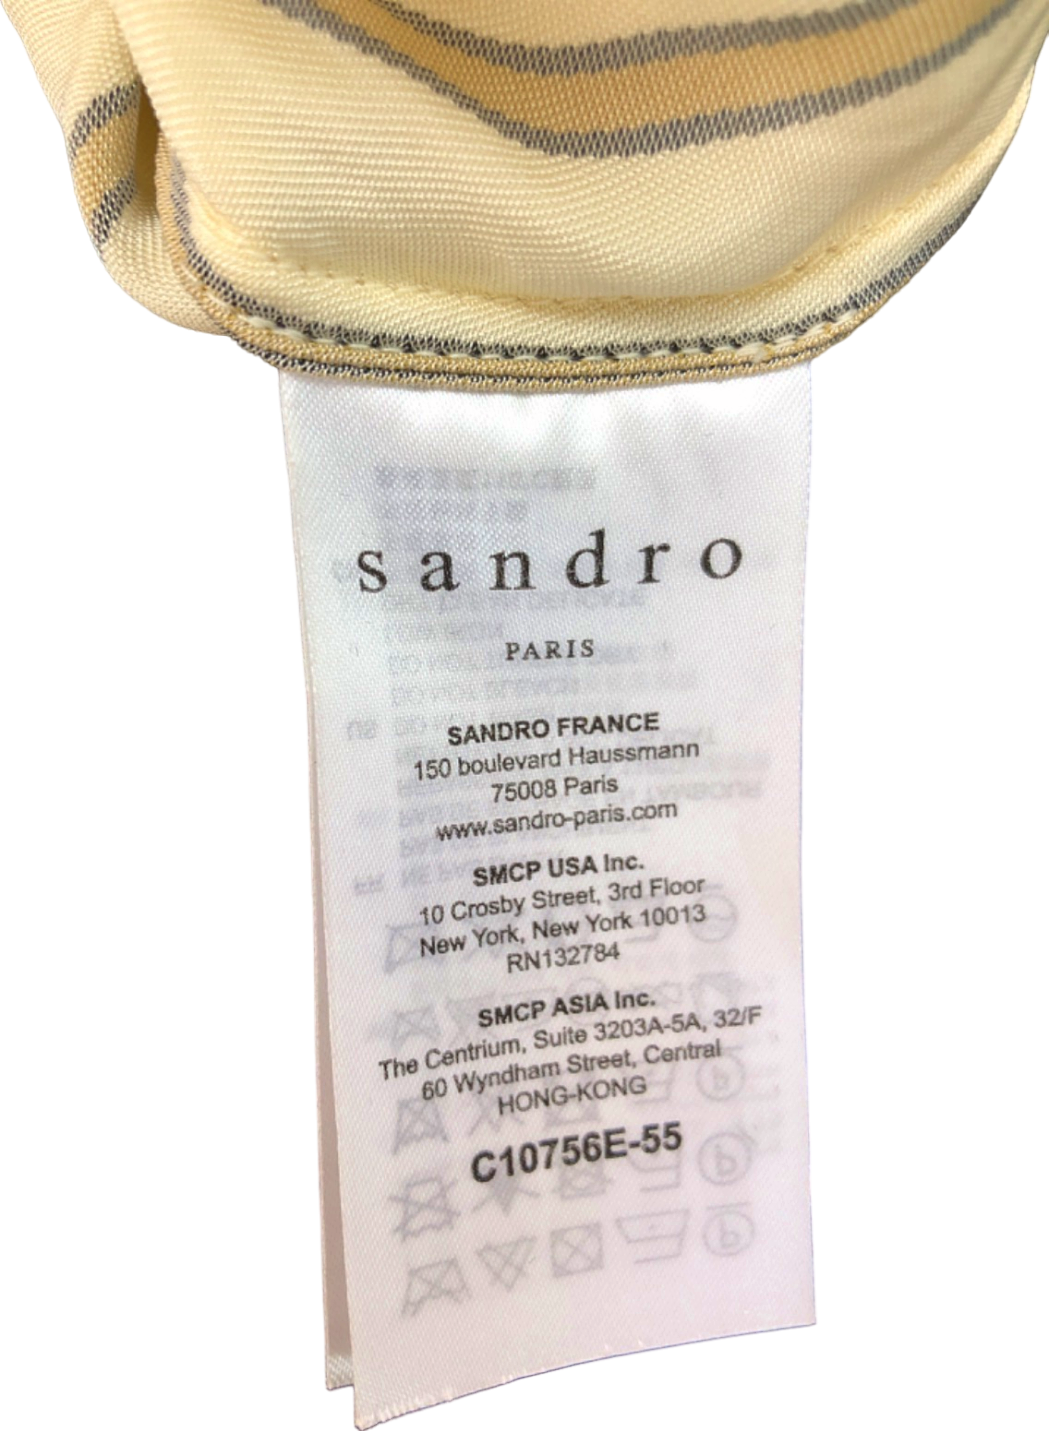 sandro
PARIS
SANDRO FRANCE
150 boulevard Haussmann
75008 Paris
www.sandro-paris.com
SMCP USA Inc.
10 Crosby Street, 3rd Floor
New York, New York 10013
RN132784
SMCP ASIA Inc.
The Centrium, Suite 3203A-5A, 32/F
60 Wyndham Street, Central
HONG-KONG
C10756E-55